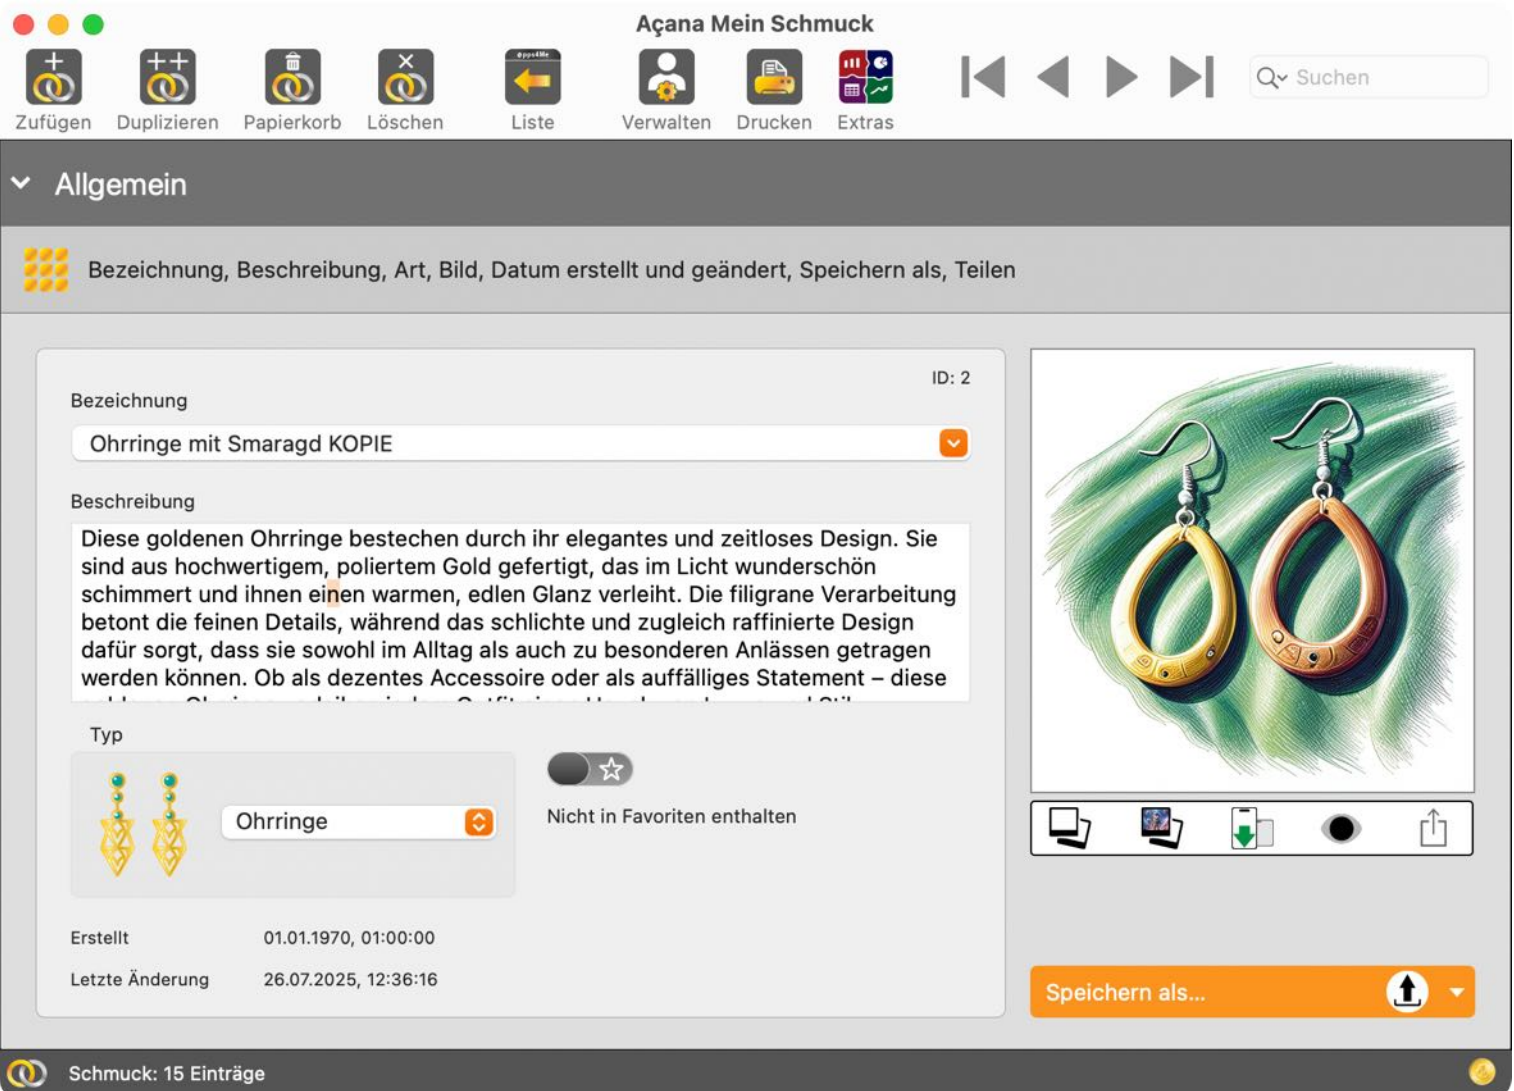 Açana Mein Schmuck
Apps4Me
Zufügen Duplizieren Papierkorb Löschen Liste Verwalten Drucken Extras
Suchen
Allgemein
Bezeichnung, Beschreibung, Art, Bild, Datum erstellt und geändert, Speichern als, Teilen
ID: 2
Bezeichnung
Ohrringe mit Smaragd KOPIE
Beschreibung
Diese goldenen Ohrringe bestechen durch ihr elegantes und zeitloses Design. Sie
sind aus hochwertigem, poliertem Gold gefertigt, das im Licht wunderschön
schimmert und ihnen einen warmen, edlen Glanz verleiht. Die filigrane Verarbeitung
betont die feinen Details, während das schlichte und zugleich raffinierte Design
dafür sorgt, dass sie sowohl im Alltag als auch zu besonderen Anlässen getragen
werden können. Ob als dezentes Accessoire oder als auffälliges Statement – diese
Typ
Ohrringe
Nicht in Favoriten enthalten
Erstellt 01.01.1970, 01:00:00
Letzte Änderung 26.07.2025, 12:36:16
Speichern als...
Schmuck: 15 Einträge